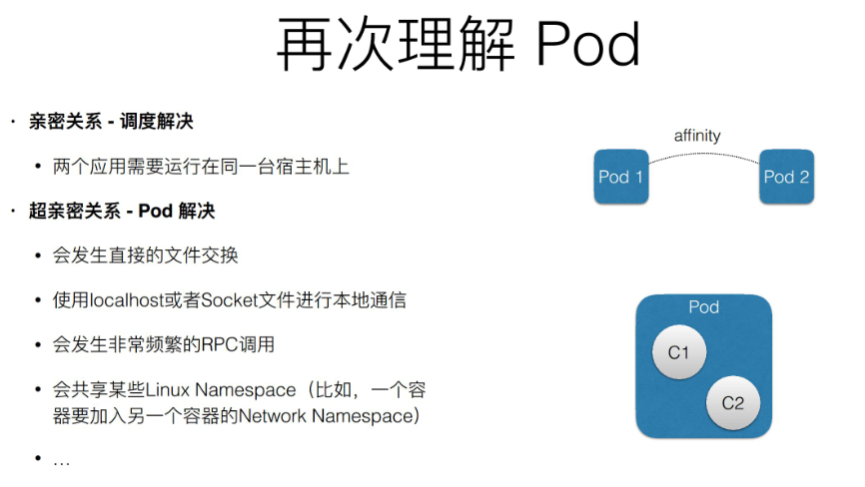 再次理解 Pod
· 亲密关系 - 调度解决
• 两个应用需要运行在同一台宿主机上
· 超亲密关系 - Pod 解决
• 会发生直接的文件交换
• 使用localhost或者Socket文件进行本地通信
• 会发生非常频繁的RPC调用
• 会共享某些Linux Namespace（比如，一个容
器要加入另一个容器的Network Namespace）
• …
affinity
Pod 1
Pod 2
Pod
C1
C2